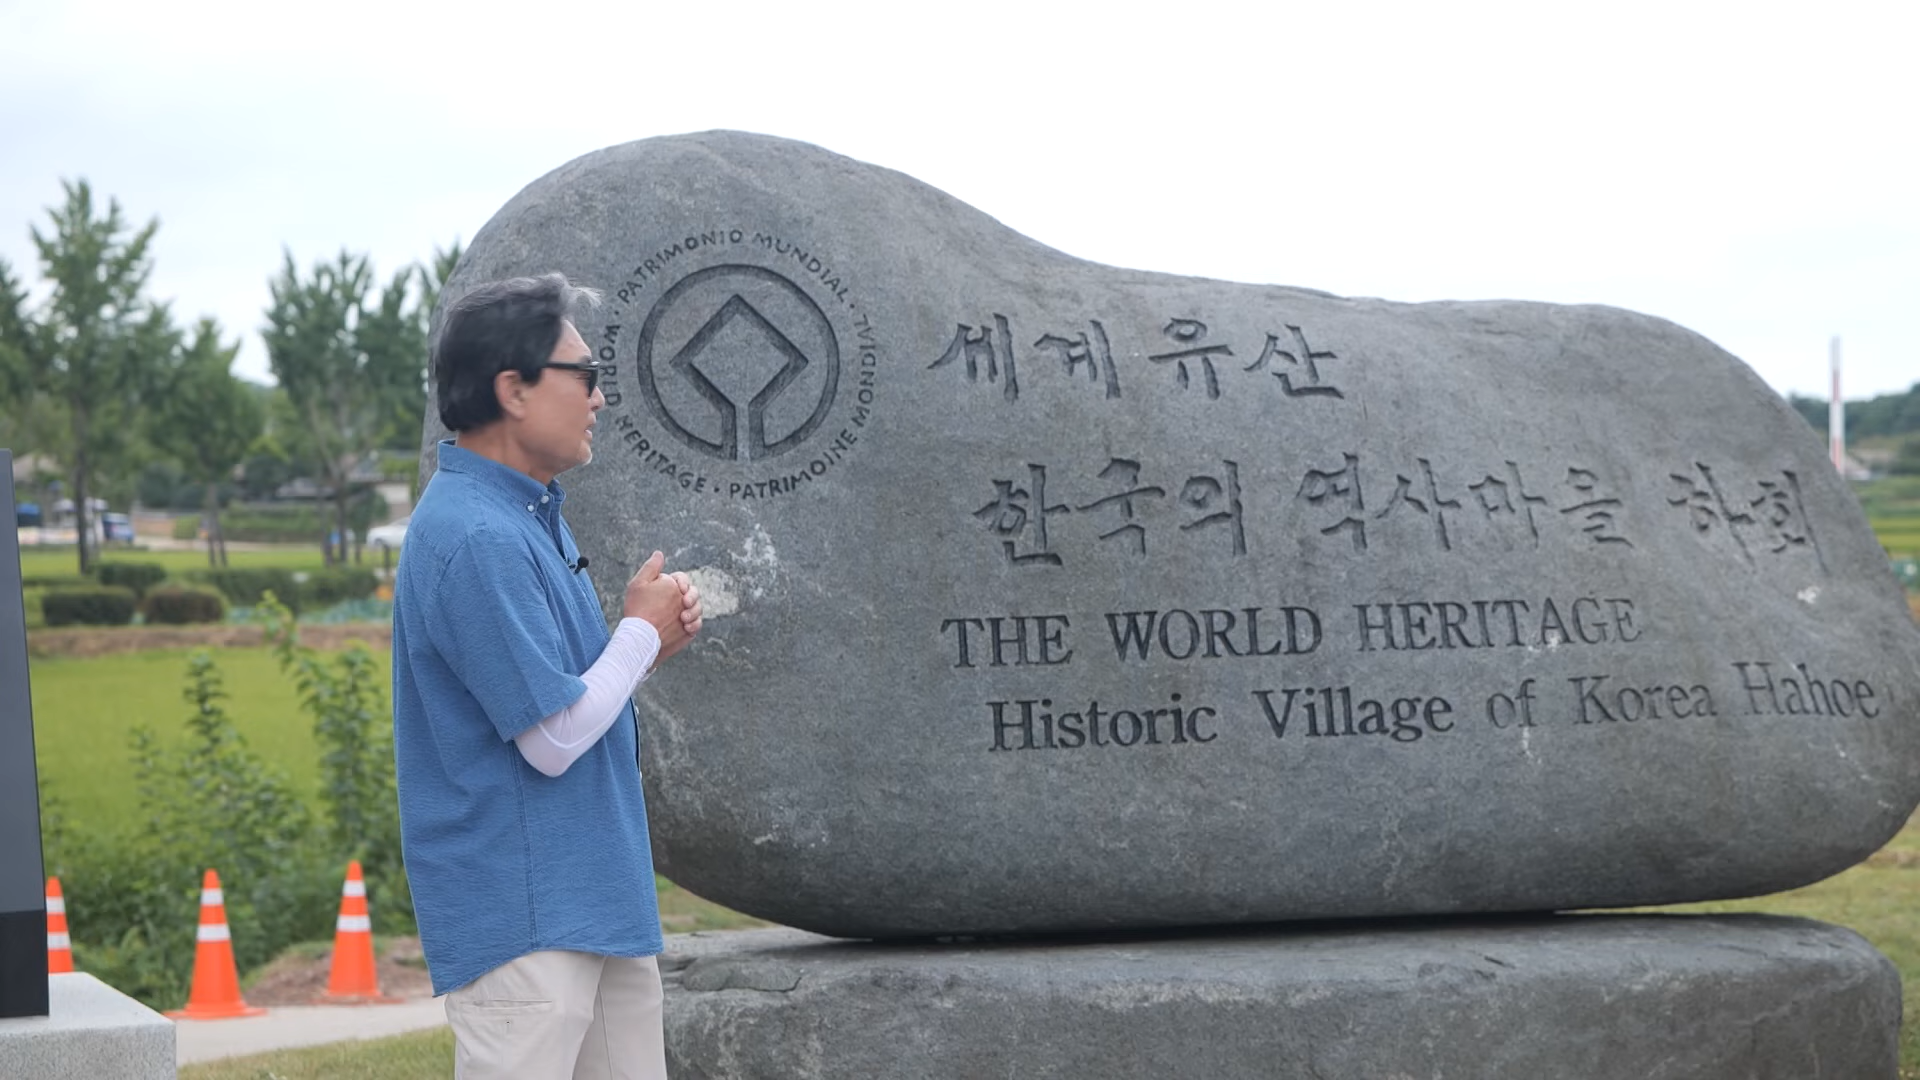 WORLD HERITAGE • PATRIMOINE MONDIAL • PATRIMONIO MUNDIAL •
세계유산
한국의 역사마을 하회
THE WORLD HERITAGE
Historic Village of Korea Hahoe